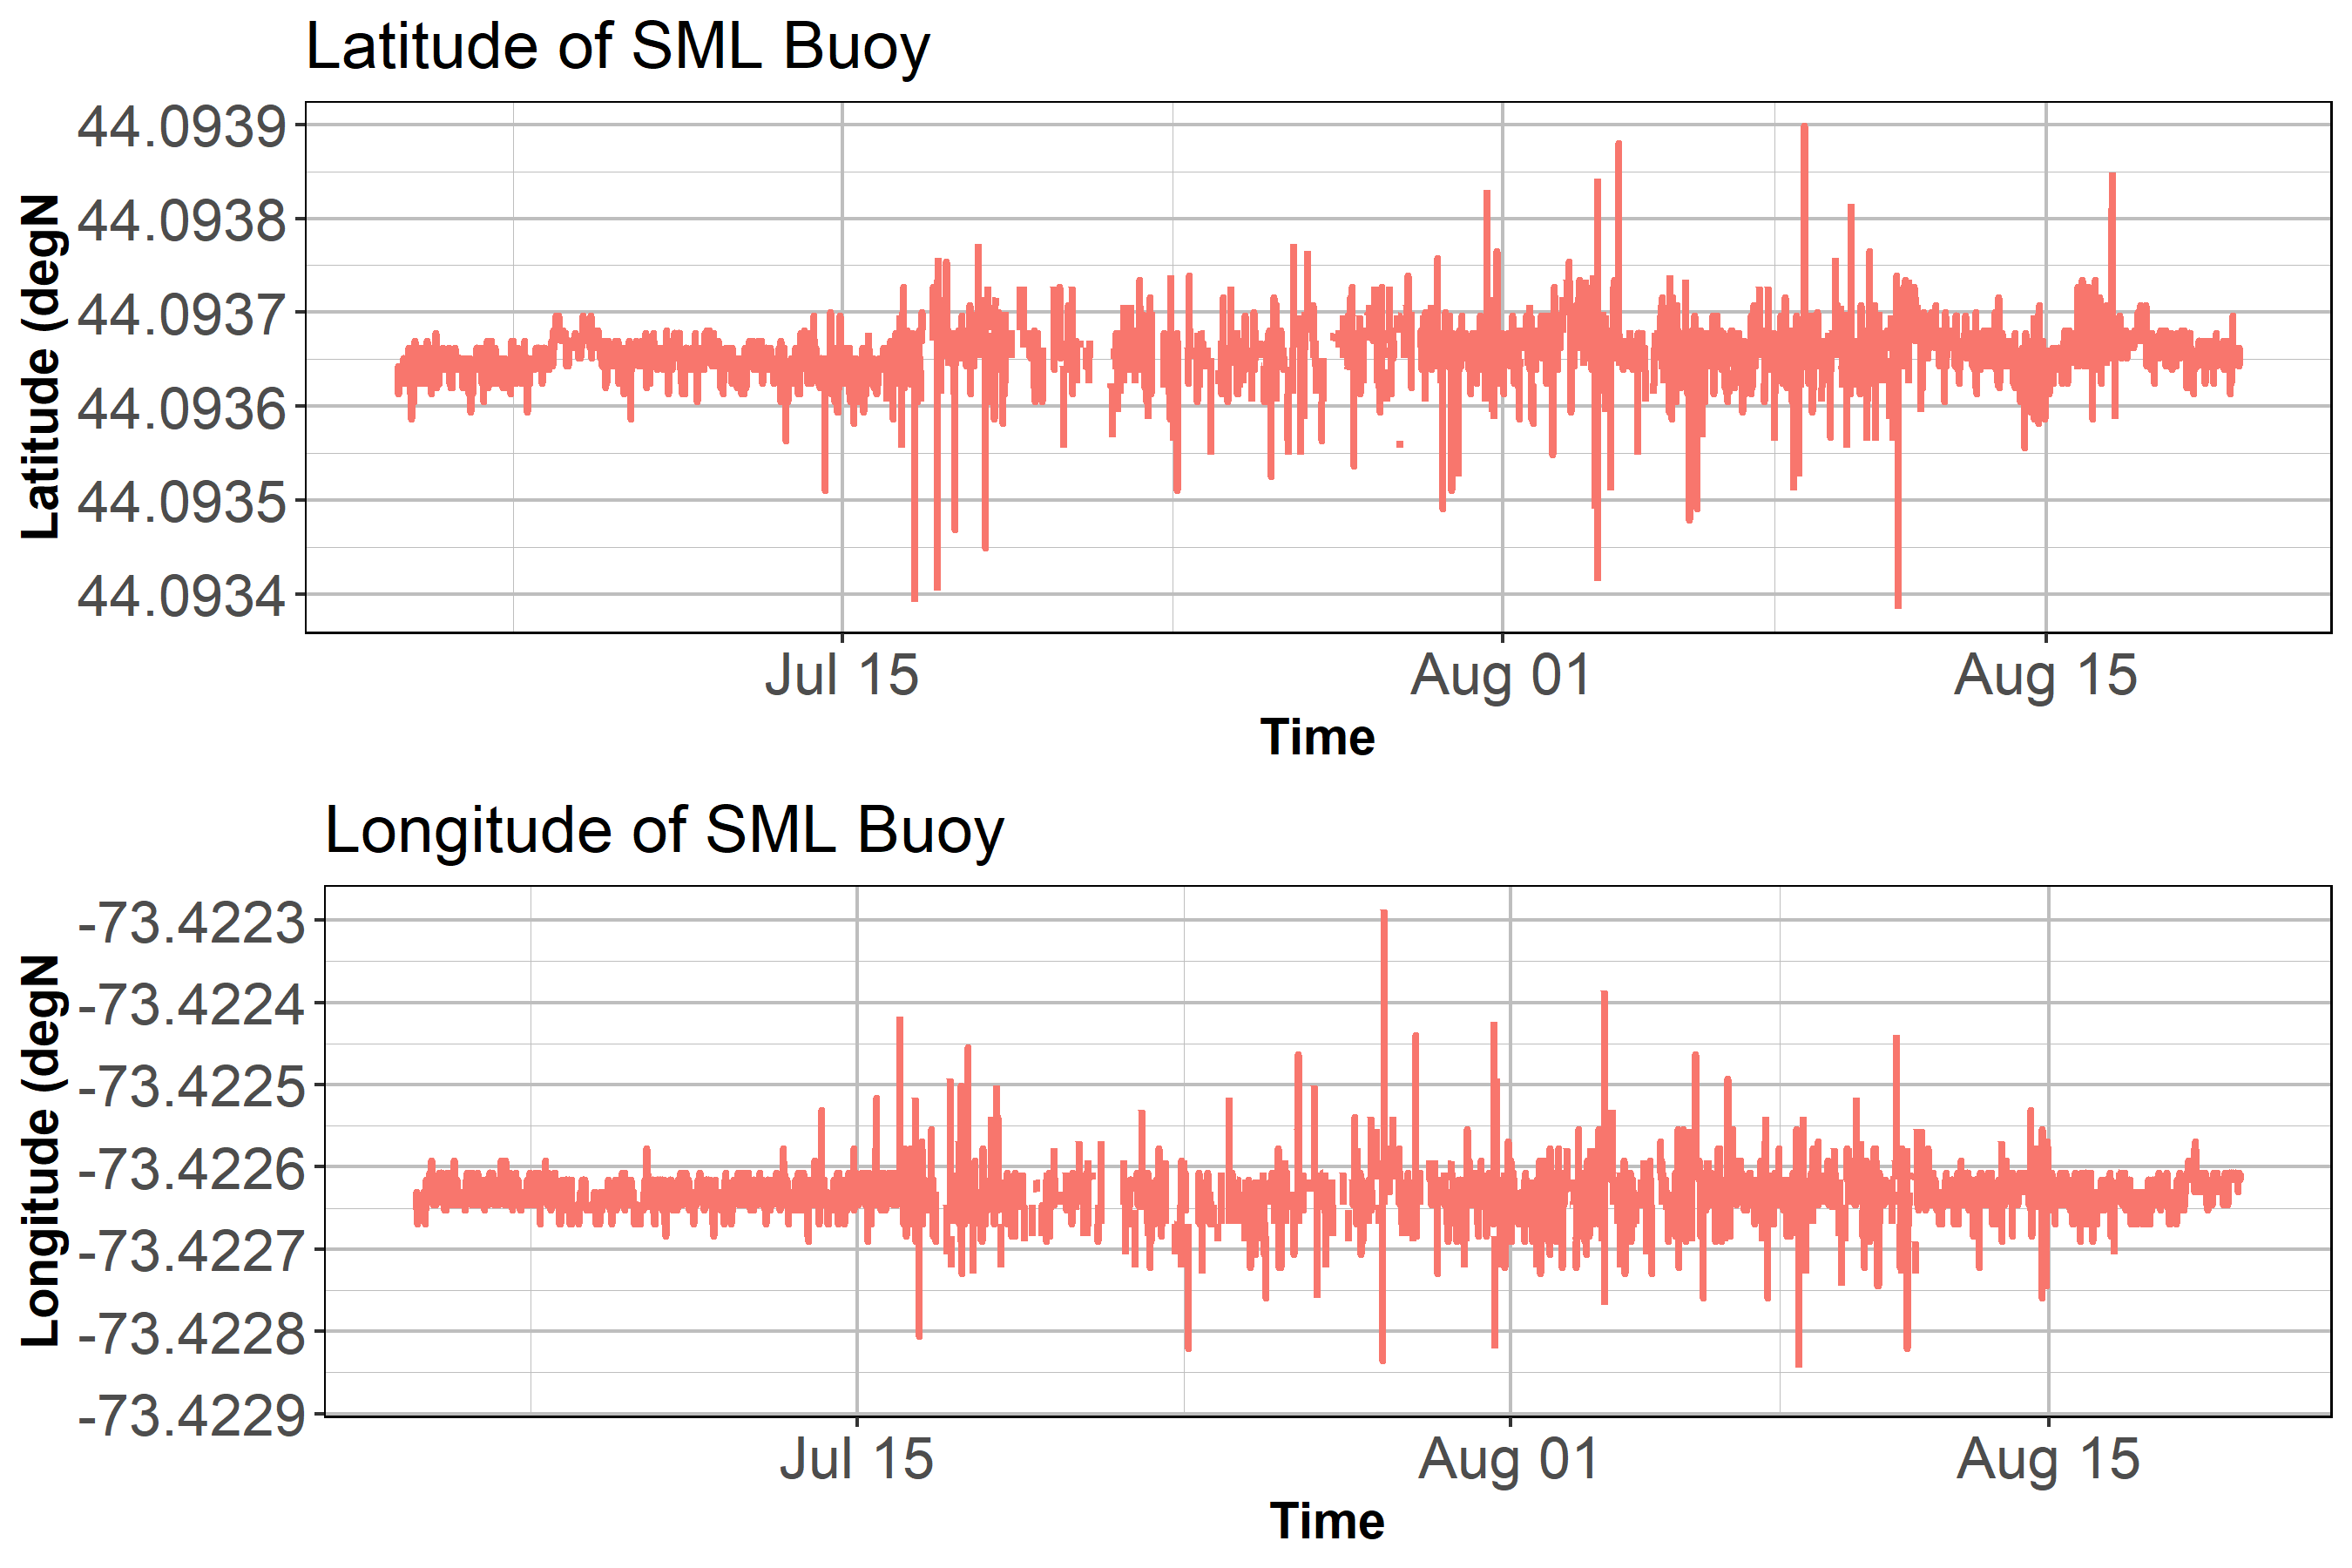 Latitude of SML Buoy
44.0939
44.0938
44.0937
44.0936
44.0935
44.0934
Latitude (degN
Jul 15 Aug 01 Aug 15
Time
Longitude of SML Buoy
-73.4223
-73.4224
-73.4225
-73.4226
-73.4227
-73.4228
-73.4229
Longitude (degN
Jul 15 Aug 01 Aug 15
Time